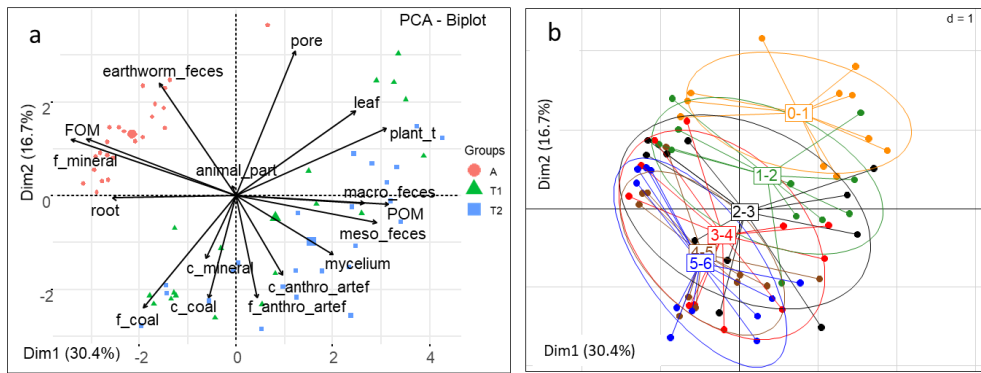 a
PCA - Biplot
pore
earthworm_feces
leaf
FOM
plant_t
f_mineral
animal_part
macro_feces
root
POM
meso_feces
mycelium
c_mineral
c_anthro_artef
c_coal
f_anthro_artef
f_coal
Dim2 (16.7%)
2
0
-2
Dim1 (30.4%)
-2
0
2
4
Groups
A
T1
T2
b
d = 1
0-1
1-2
2-3
3-4
4-5
5-6
Dim2 (16.7%)
Dim1 (30.4%)